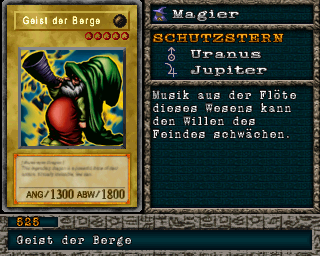 Geist der Berge
ANG/1300 ABW/1800
Magier
SCHUTZSTERN
Uranus
Jupiter
Musik aus der Flöte
dieses Wesens kann
den Willen des
Feindes schwächen.
525
Geist der Berge